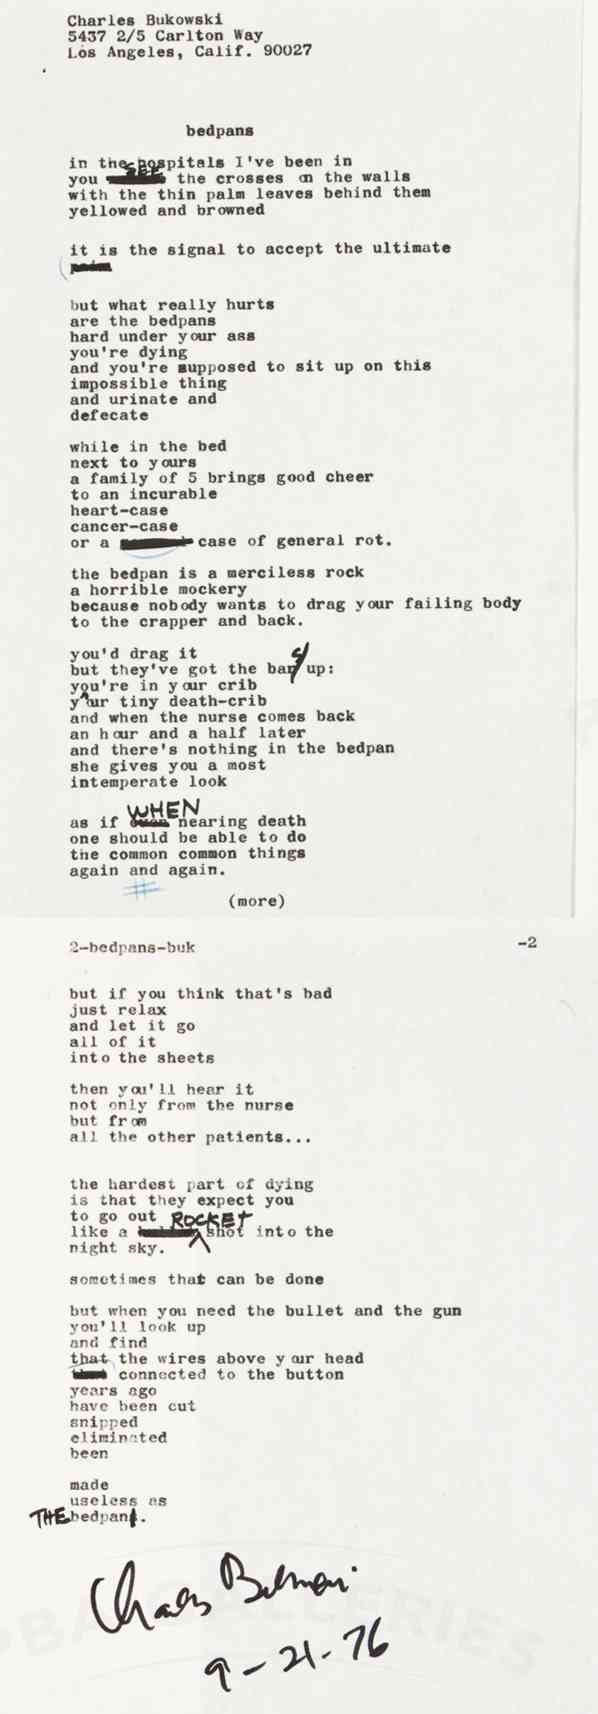 Charles Bukowski
5437 2/5 Carlton Way
Los Angeles, Calif. 90027
bedpans
in the hospitals I've been in
you SEE the crosses on the walls
with the thin palm leaves behind them
yellowed and browned
it is the signal to accept the ultimate
but what really hurts
are the bedpans
hard under your ass
you're dying
and you're supposed to sit up on this
impossible thing
and urinate and
defecate
while in the bed
next to yours
a family of 5 brings good cheer
to an incurable
heart-case
cancer-case
or a case of general rot.
the bedpan is a merciless rock
a horrible mockery
because nobody wants to drag your failing body
to the crapper and back.
you'd drag it
but they've got the bars up:
you're in your crib
your tiny death-crib
and when the nurse comes back
an hour and a half later
and there's nothing in the bedpan
she gives you a most
intemperate look
as if WHEN nearing death
one should be able to do
the common common things
again and again.
#
(more)
2-bedpans-buk -2
but if you think that's bad
just relax
and let it go
all of it
into the sheets
then you'll hear it
not only from the nurse
but from
all the other patients...
the hardest part of dying
is that they expect you
to go out
like a ROCKET shot into the
night sky.
sometimes that can be done
but when you need the bullet and the gun
you'll look up
and find
that the wires above your head
connected to the button
years ago
have been cut
snipped
eliminated
been
made
useless as
THE bedpan.
Charles Bukowski
9-21-76
PBA GALLERIES